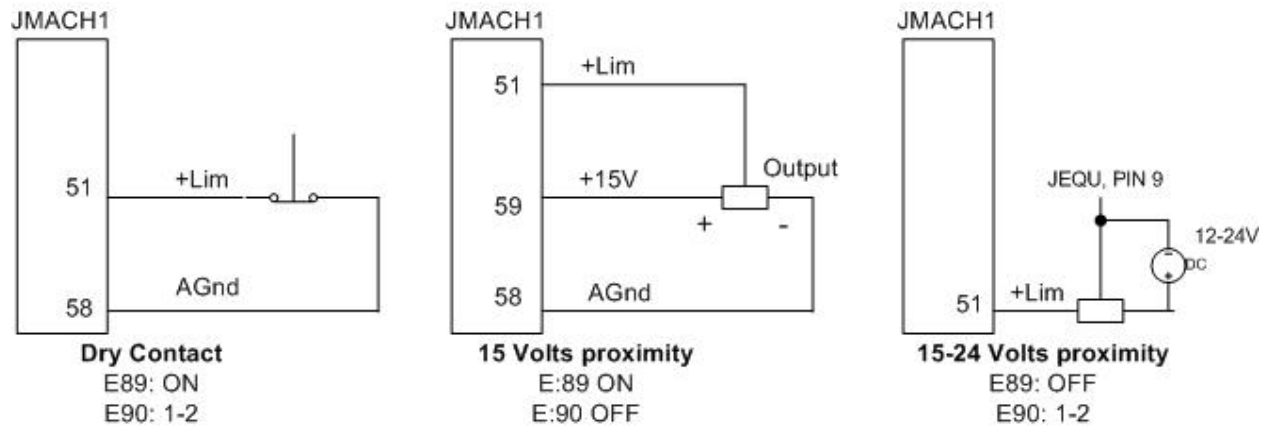 JMACH1
51
+Lim
58
AGnd
Dry Contact
E89: ON
E90: 1-2
JMACH1
51
+Lim
Output
59
+15V
+
-
58
AGnd
15 Volts proximity
E:89 ON
E:90 OFF
JMACH1
JEQU, PIN 9
12-24V
-
DC
+
51
+Lim
15-24 Volts proximity
E89: OFF
E90: 1-2